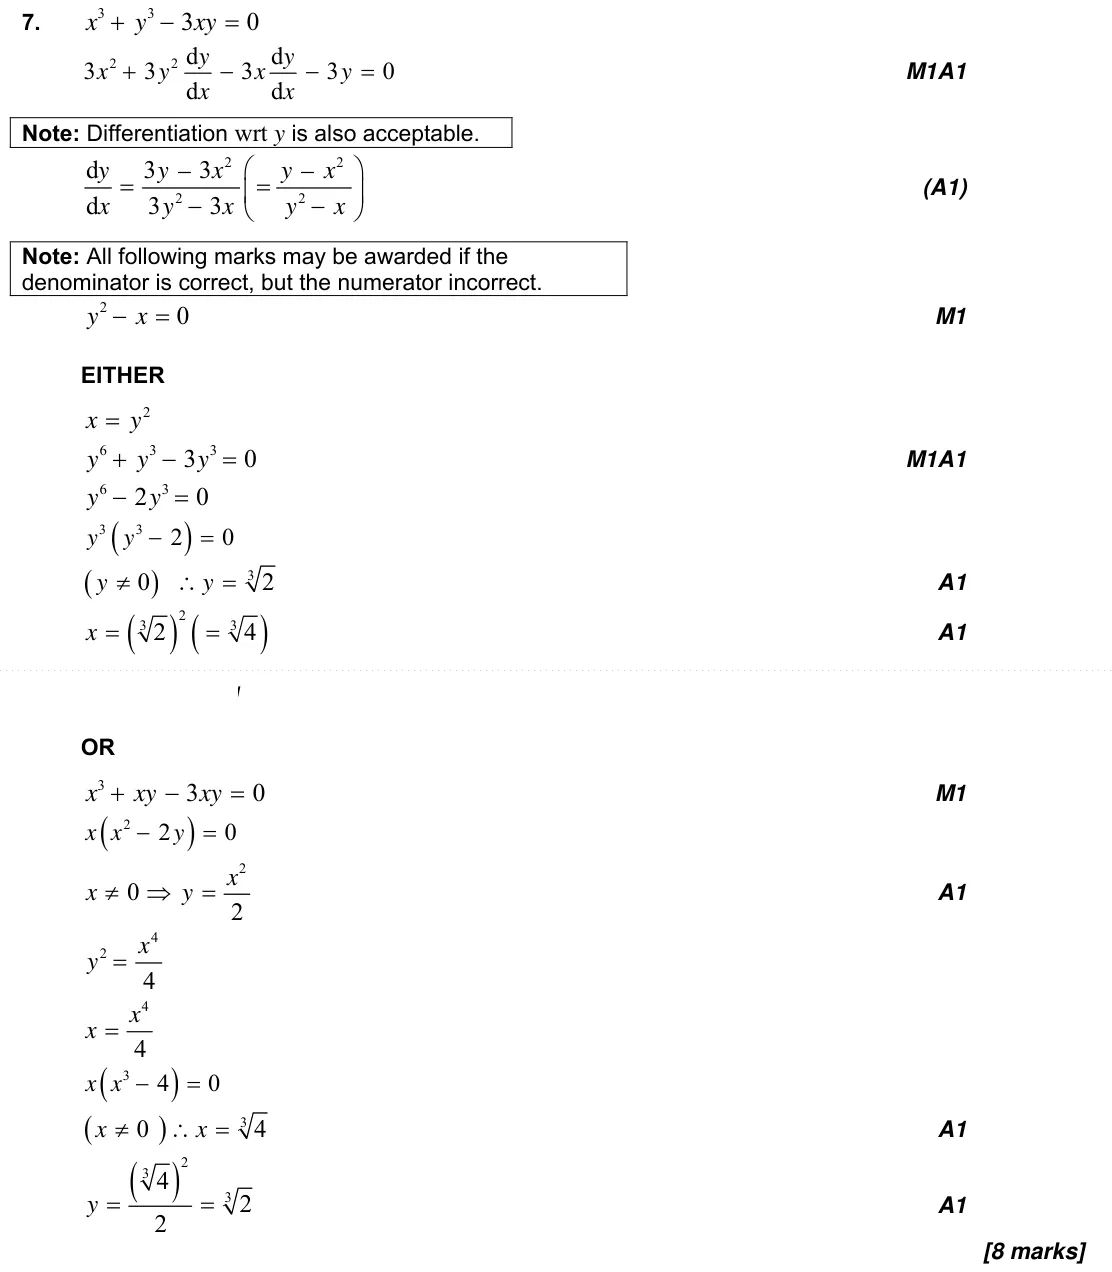 7. x³ + y³ − 3xy = 0
3x² + 3y² dy/dx − 3x dy/dx − 3y = 0 M1A1
Note: Differentiation wrt y is also acceptable.
dy/dx = (3y − 3x²)/(3y² − 3x) (= (y − x²)/(y² − x)) (A1)
Note: All following marks may be awarded if the
denominator is correct, but the numerator incorrect.
y² − x = 0 M1
EITHER
x = y²
y⁶ + y³ − 3y³ = 0 M1A1
y⁶ − 2y³ = 0
y³(y³ − 2) = 0
(y ≠ 0) ∴ y = ∛2 A1
x = (∛2)² (= ∛4) A1
OR
x³ + xy − 3xy = 0 M1
x(x² − 2y) = 0
x ≠ 0 ⇒ y = x²/2 A1
y² = x⁴/4
x = x⁴/4
x(x³ − 4) = 0
(x ≠ 0 ) ∴ x = ∛4 A1
y = (∛4)²/2 = ∛2 A1
[8 marks]